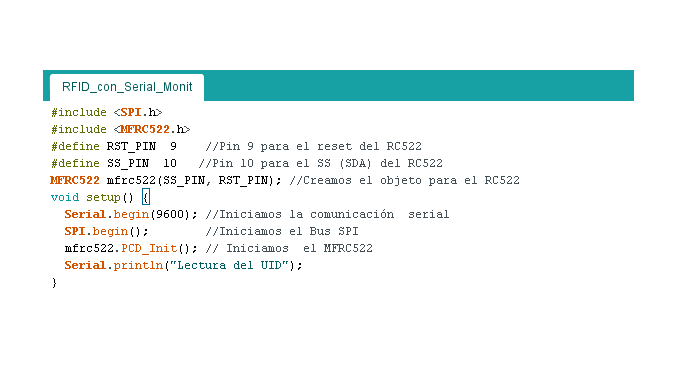 RFID_con_Serial_Monit
#include <SPI.h>
#include <MFRC522.h>
#define RST_PIN  9    //Pin 9 para el reset del RC522
#define SS_PIN  10   //Pin 10 para el SS (SDA) del RC522
MFRC522 mfrc522(SS_PIN, RST_PIN); //Creamos el objeto para el RC522
void setup() {
  Serial.begin(9600); //Iniciamos la comunicación  serial
  SPI.begin();        //Iniciamos el Bus SPI
  mfrc522.PCD_Init(); // Iniciamos  el MFRC522
  Serial.println("Lectura del UID");
}